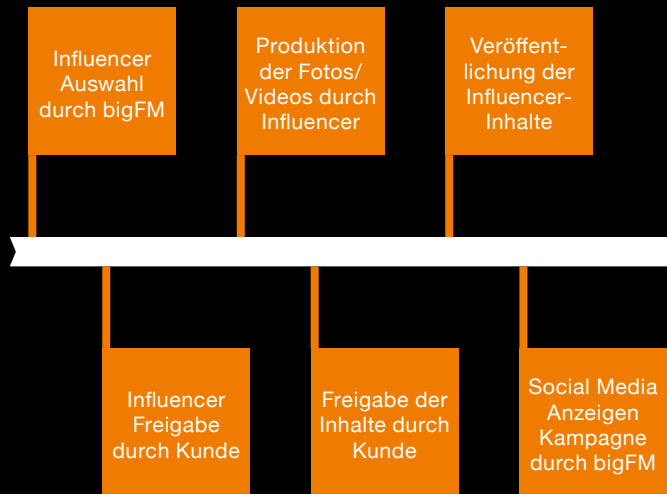 Influencer
Auswahl
durch bigFM
Produktion
der Fotos/
Videos durch
Influencer
Veröffent-
lichung der
Influencer-
Inhalte
Influencer
Freigabe
durch Kunde
Freigabe der
Inhalte durch
Kunde
Social Media
Anzeigen
Kampagne
durch bigFM